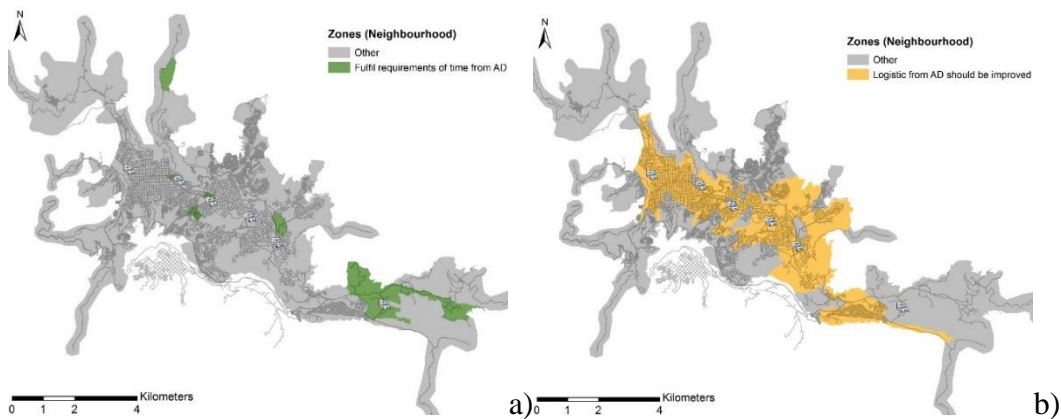 N
Zones (Neighbourhood)
Other
Fulfil requirements of time from AD
Kilometers
0 1 2 4
a)
N
Zones (Neighbourhood)
Other
Logistic from AD should be improved
Kilometers
0 1 2 4
b)